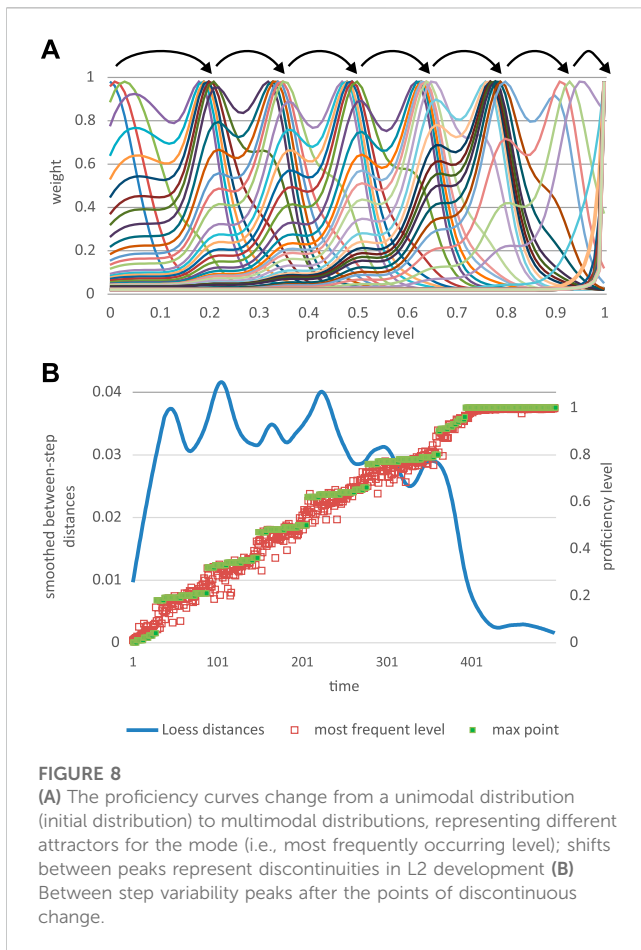 A
1
0.8
0.6
0.4
0.2
0
weight
0 0.1 0.2 0.3 0.4 0.5 0.6 0.7 0.8 0.9 1
proficiency level
B
0.04
0.03
0.02
0.01
0
smoothed between-step
distances
1
0.8
0.6
0.4
0.2
0
proficiency level
1 101 201 301 401
time
Loess distances most frequent level max point
FIGURE 8
(A) The proficiency curves change from a unimodal distribution
(initial distribution) to multimodal distributions, representing different
attractors for the mode (i.e., most frequently occurring level); shifts
between peaks represent discontinuities in L2 development (B)
Between step variability peaks after the points of discontinuous
change.